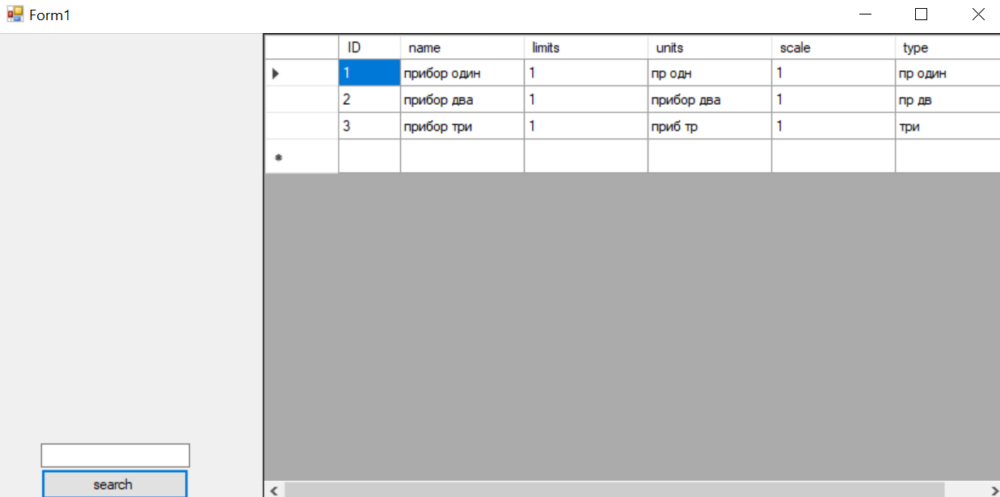 Form1
ID name limits units scale type
1 прибор один 1 пр одн 1 пр один
2 прибор два 1 прибор два 1 пр дв
3 прибор три 1 приб тр 1 три
search